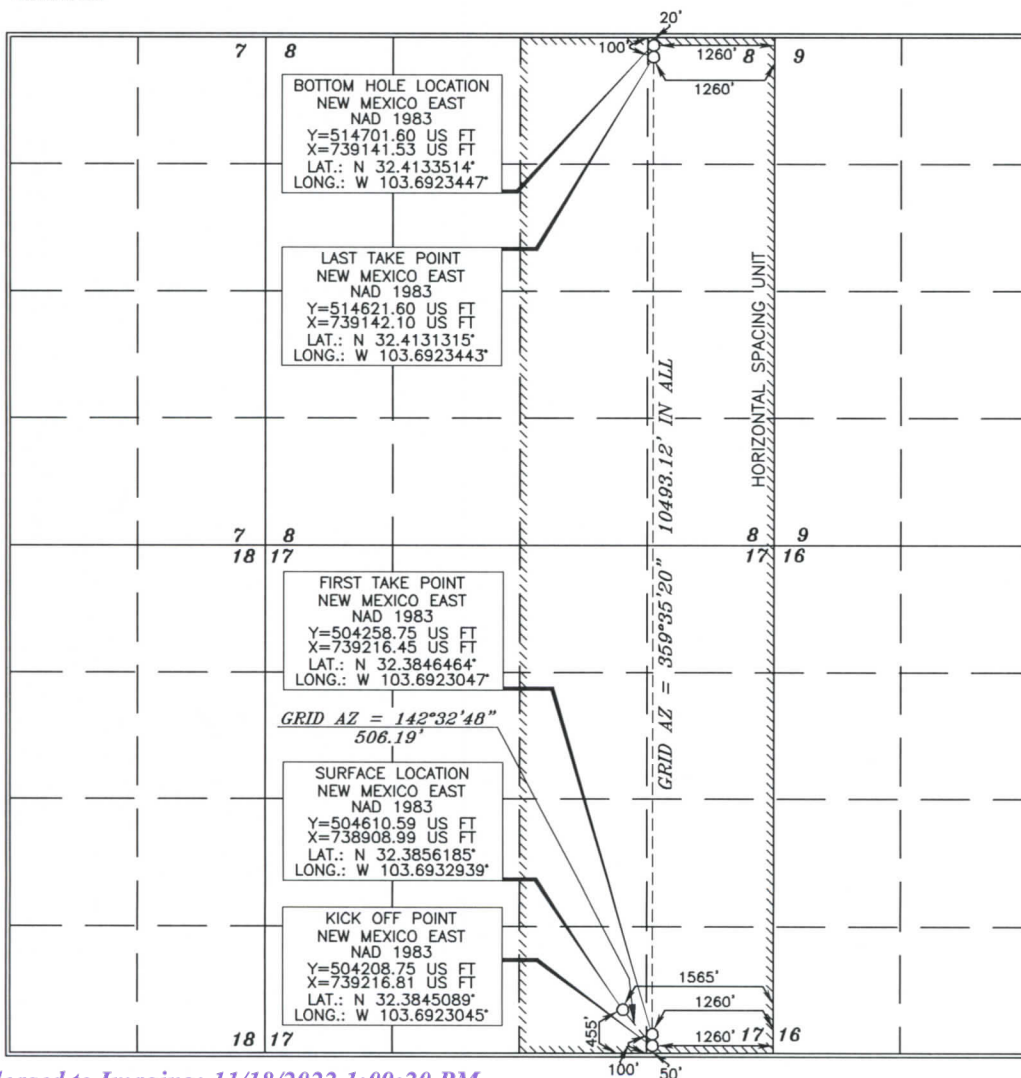 20'
7 8
100'
1260' 8 9
1260'
BOTTOM HOLE LOCATION
NEW MEXICO EAST
NAD 1983
Y=514701.60 US FT
X=739141.53 US FT
LAT.: N 32.4133514°
LONG.: W 103.6923447°
LAST TAKE POINT
NEW MEXICO EAST
NAD 1983
Y=514621.60 US FT
X=739142.10 US FT
LAT.: N 32.4131315°
LONG.: W 103.6923443°
HORIZONTAL SPACING UNIT
GRID AZ = 359°35'20" 10493.12' IN ALL
7 8
18 17
8 9
17 16
FIRST TAKE POINT
NEW MEXICO EAST
NAD 1983
Y=504258.75 US FT
X=739216.45 US FT
LAT.: N 32.3846464°
LONG.: W 103.6923047°
GRID AZ = 142°32'48"
506.19'
SURFACE LOCATION
NEW MEXICO EAST
NAD 1983
Y=504610.59 US FT
X=738908.99 US FT
LAT.: N 32.3856185°
LONG.: W 103.6932939°
KICK OFF POINT
NEW MEXICO EAST
NAD 1983
Y=504208.75 US FT
X=739216.81 US FT
LAT.: N 32.3845089°
LONG.: W 103.6923045°
1565'
1260'
455'
1260' 17 16
18 17
100' 50'
11/18/2022 1:09:20 PM